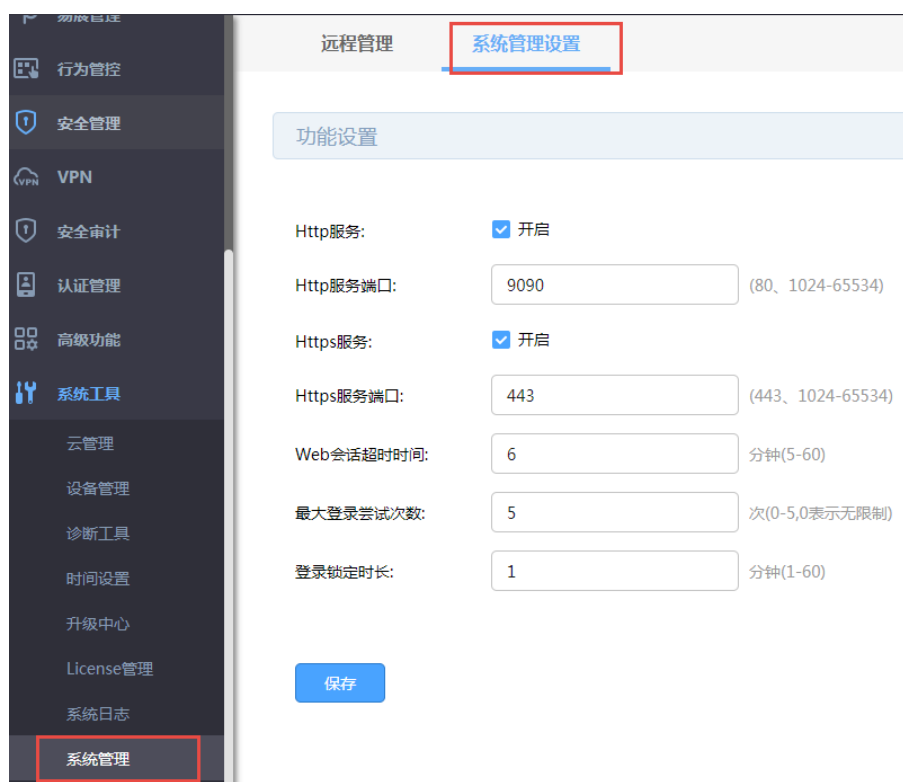 易展管理
行为管控
安全管理
VPN
VPN
安全审计
认证管理
高级功能
系统工具
云管理
设备管理
诊断工具
时间设置
升级中心
License管理
系统日志
系统管理
远程管理
系统管理设置
功能设置
Http服务:
开启
Http服务端口:
9090
(80、1024-65534)
Https服务:
开启
Https服务端口:
443
(443、1024-65534)
Web会话超时时间:
6
分钟(5-60)
最大登录尝试次数:
5
次(0-5,0表示无限制)
登录锁定时长:
1
分钟(1-60)
保存